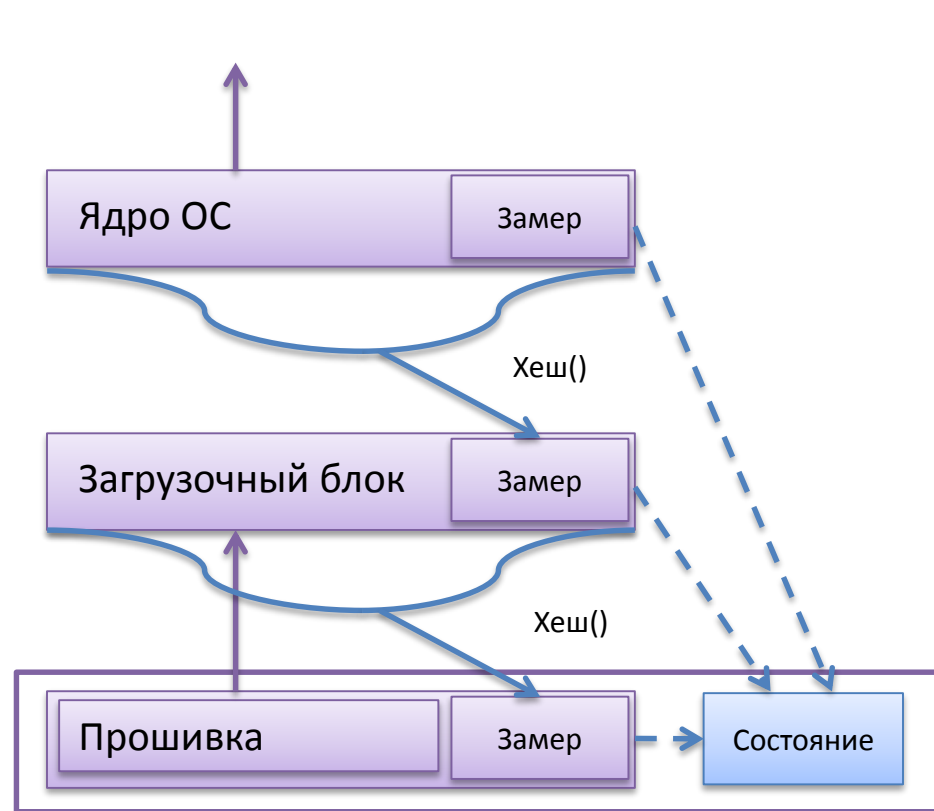 Ядро ОС
Замер
Хеш()
Загрузочный блок
Замер
Хеш()
Прошивка
Замер
Состояние